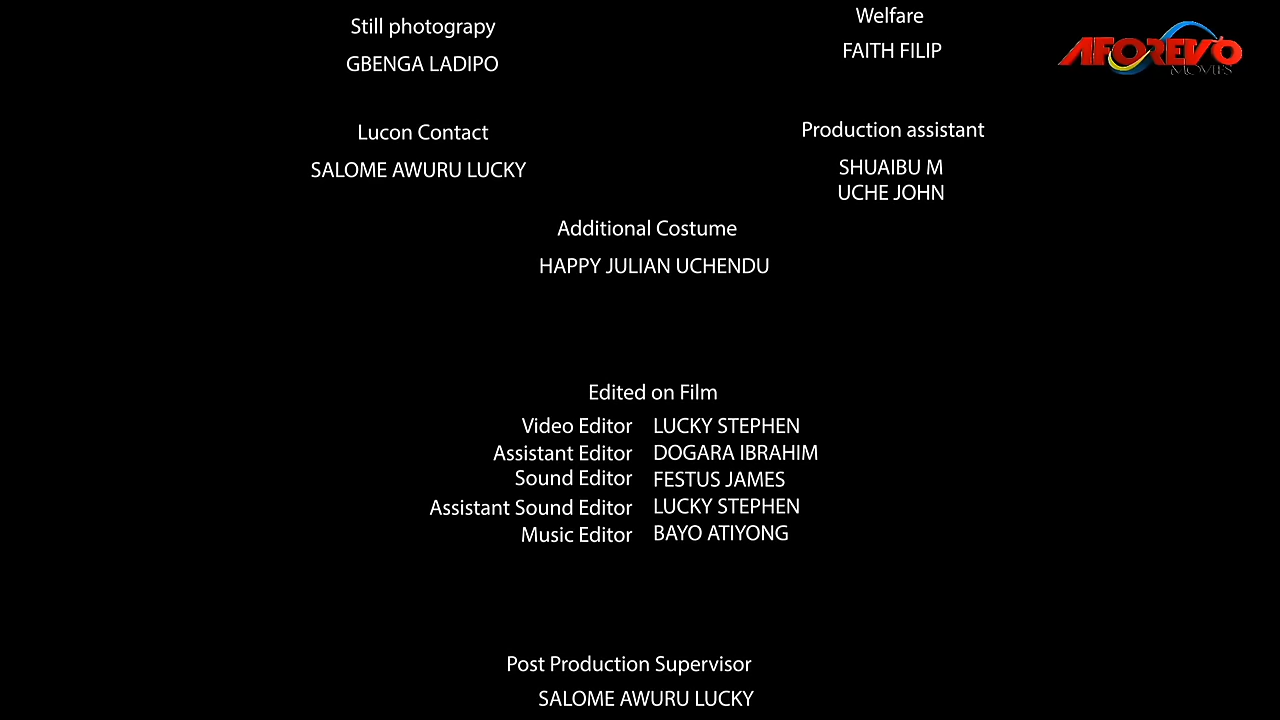 Still photograpy
GBENGA LADIPO
Welfare
FAITH FILIP
AFOREVO
MOVIES
Lucon Contact
SALOME AWURU LUCKY
Production assistant
SHUAIBU M
UCHE JOHN
Additional Costume
HAPPY JULIAN UCHENDU
Edited on Film
Video Editor LUCKY STEPHEN
Assistant Editor DOGARA IBRAHIM
Sound Editor FESTUS JAMES
Assistant Sound Editor LUCKY STEPHEN
Music Editor BAYO ATIYONG
Post Production Supervisor
SALOME AWURU LUCKY